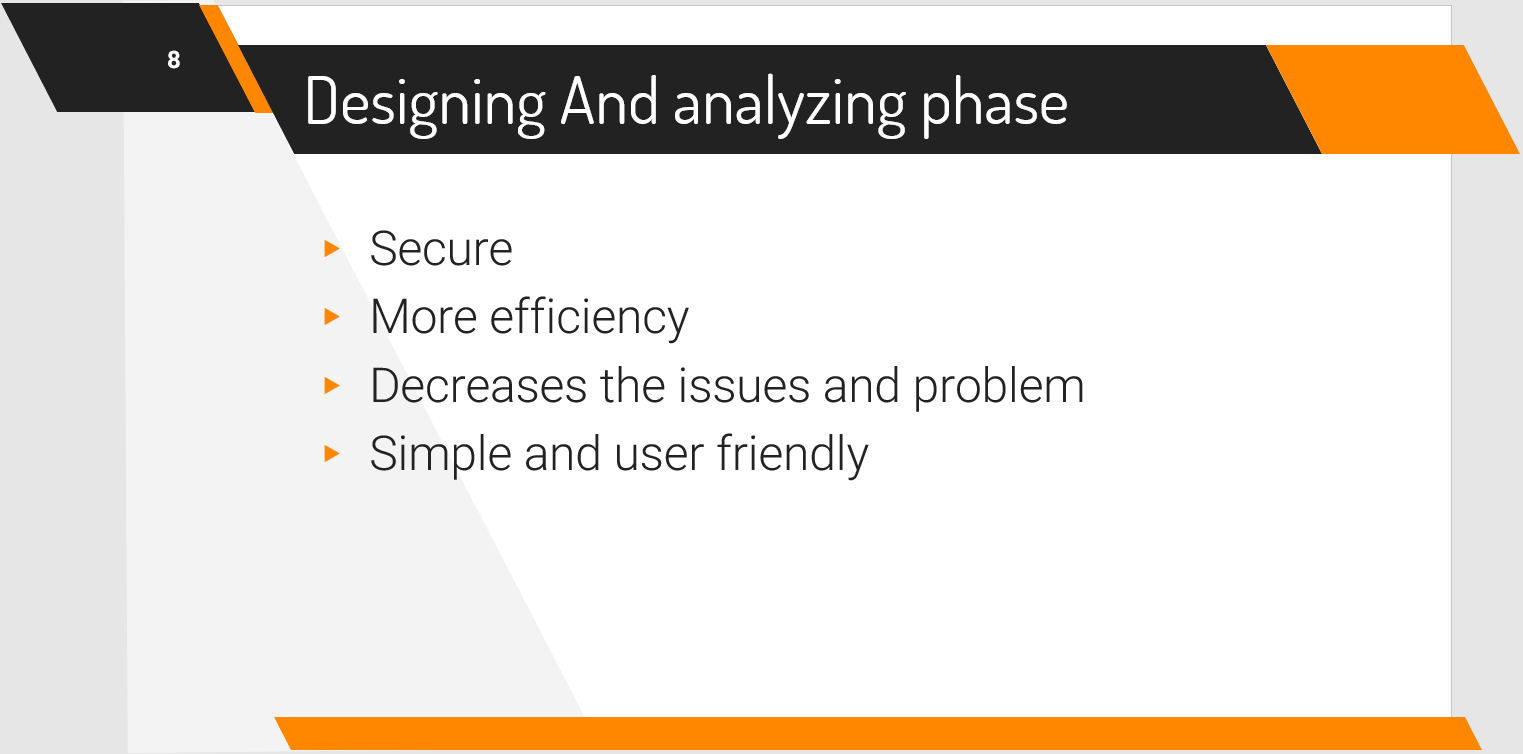 8
Designing And analyzing phase
Secure
More efficiency
Decreases the issues and problem
Simple and user friendly